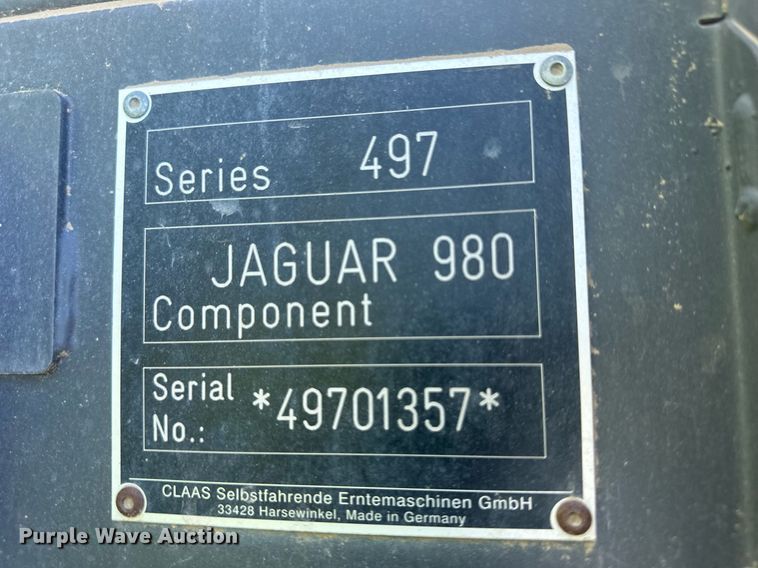 Series 497
JAGUAR 980
Component
Serial
No.: *49701357*
CLAAS Selbstfahrende Erntemaschinen GmbH
33428 Harsewinkel, Made in Germany
Purple Wave Auction